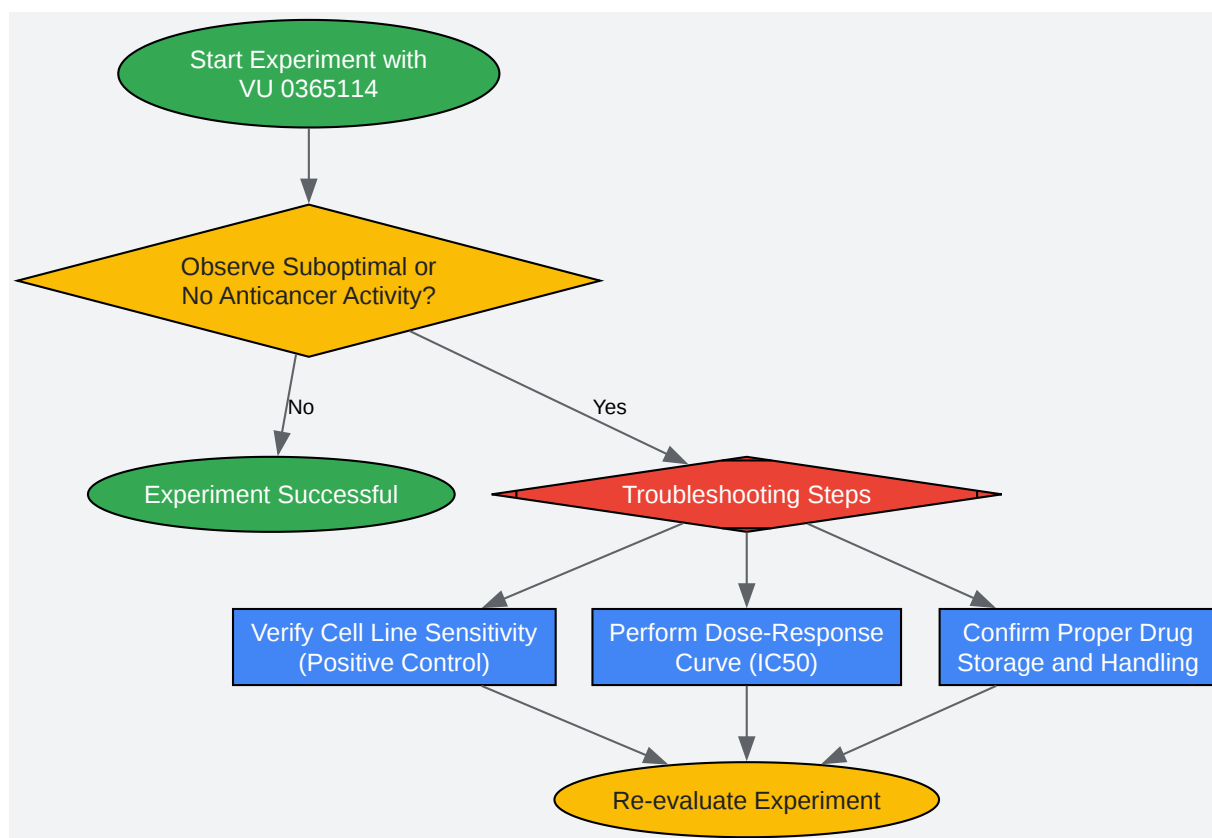 Start Experiment with
VU 0365114
Observe Suboptimal or
No Anticancer Activity?
No
Yes
Experiment Successful
Troubleshooting Steps
Verify Cell Line Sensitivity
(Positive Control)
Perform Dose-Response
Curve (IC50)
Confirm Proper Drug
Storage and Handling
Re-evaluate Experiment